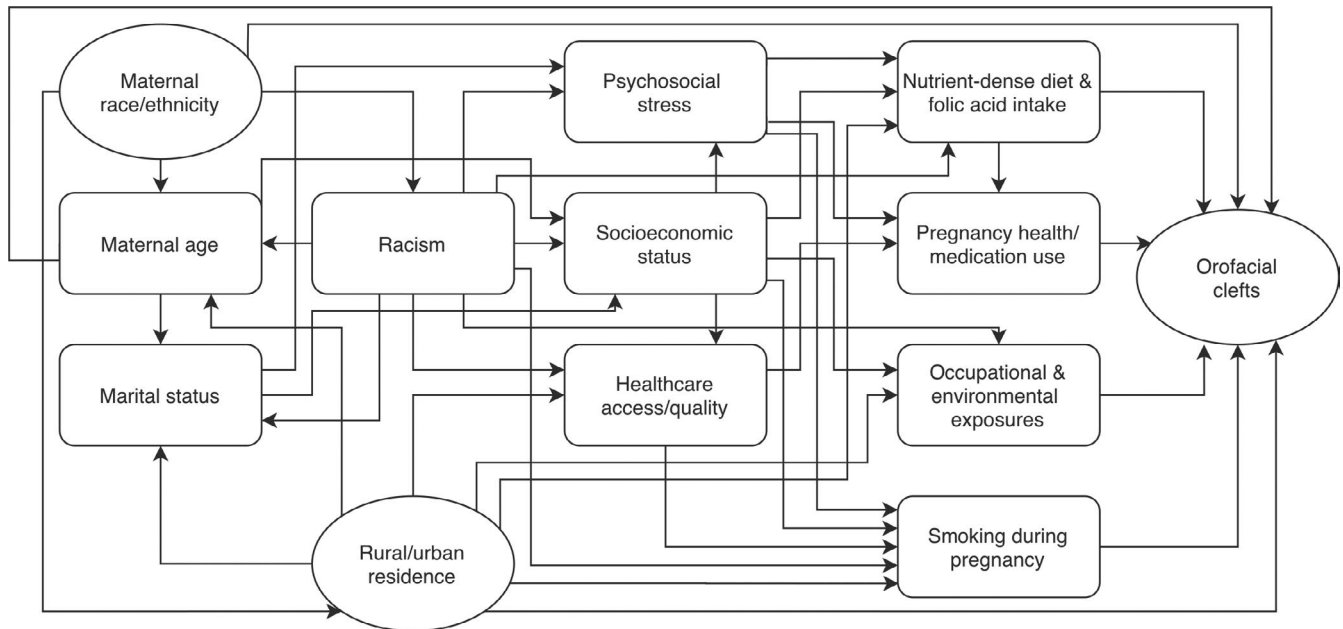 Maternal
race/ethnicity
Psychosocial
stress
Nutrient-dense diet &
folic acid intake
Maternal age
Racism
Socioeconomic
status
Pregnancy health/
medication use
Orofacial
clefts
Marital status
Healthcare
access/quality
Occupational &
environmental
exposures
Rural/urban
residence
Smoking during
pregnancy